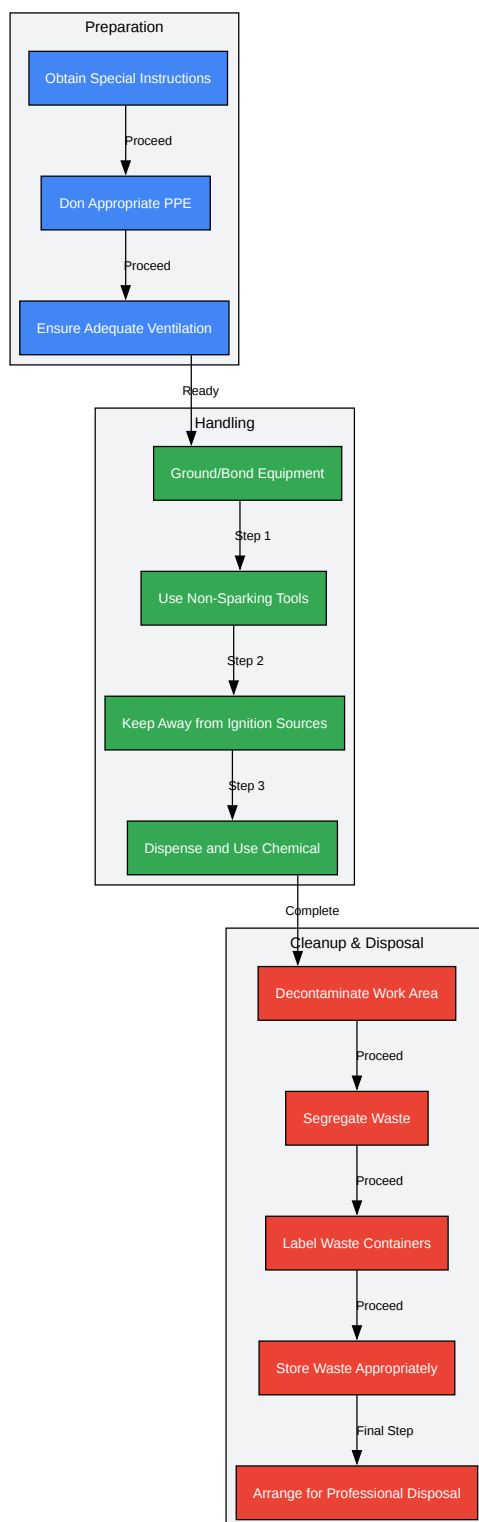 Preparation
Obtain Special Instructions
Proceed
Don Appropriate PPE
Proceed
Ensure Adequate Ventilation
Ready
Handling
Ground/Bond Equipment
Step 1
Use Non-Sparking Tools
Step 2
Keep Away from Ignition Sources
Step 3
Dispense and Use Chemical
Complete
Cleanup & Disposal
Decontaminate Work Area
Proceed
Segregate Waste
Proceed
Label Waste Containers
Proceed
Store Waste Appropriately
Final Step
Arrange for Professional Disposal